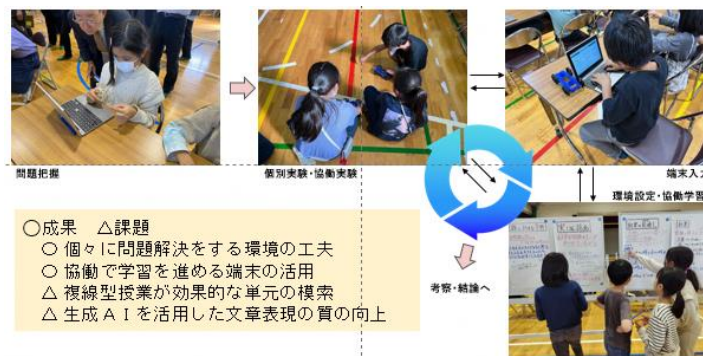 問題把握
個別実験・協働実験
端末入力
環境設定・協働学習
○成果　△課題
○ 個々に問題解決をする環境の工夫
○ 協働で学習を進める端末の活用
△ 複線型授業が効果的な単元の模索
△ 生成ＡＩを活用した文章表現の質の向上
考察・結論へ